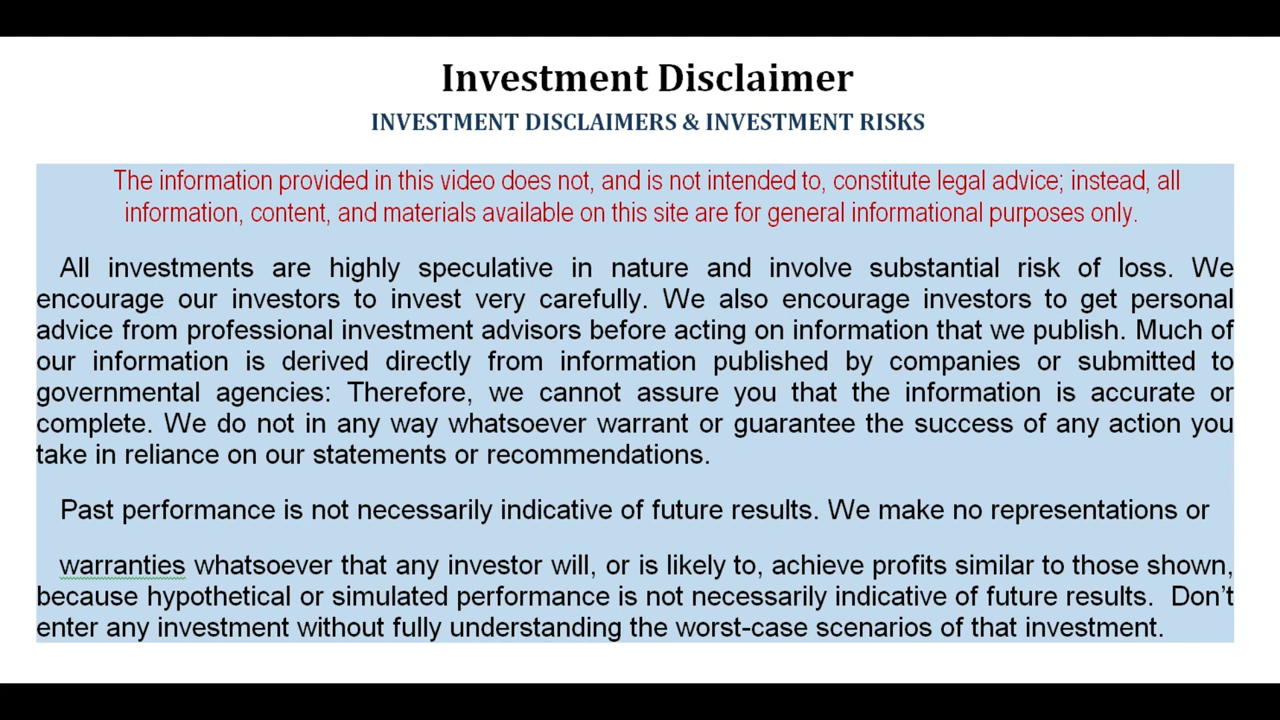 Investment Disclaimer
INVESTMENT DISCLAIMERS & INVESTMENT RISKS
The information provided in this video does not, and is not intended to, constitute legal advice; instead, all
information, content, and materials available on this site are for general informational purposes only.
All investments are highly speculative in nature and involve substantial risk of loss. We
encourage our investors to invest very carefully. We also encourage investors to get personal
advice from professional investment advisors before acting on information that we publish. Much of
our information is derived directly from information published by companies or submitted to
governmental agencies: Therefore, we cannot assure you that the information is accurate or
complete. We do not in any way whatsoever warrant or guarantee the success of any action you
take in reliance on our statements or recommendations.
Past performance is not necessarily indicative of future results. We make no representations or
warranties whatsoever that any investor will, or is likely to, achieve profits similar to those shown,
because hypothetical or simulated performance is not necessarily indicative of future results.  Don’t
enter any investment without fully understanding the worst-case scenarios of that investment.